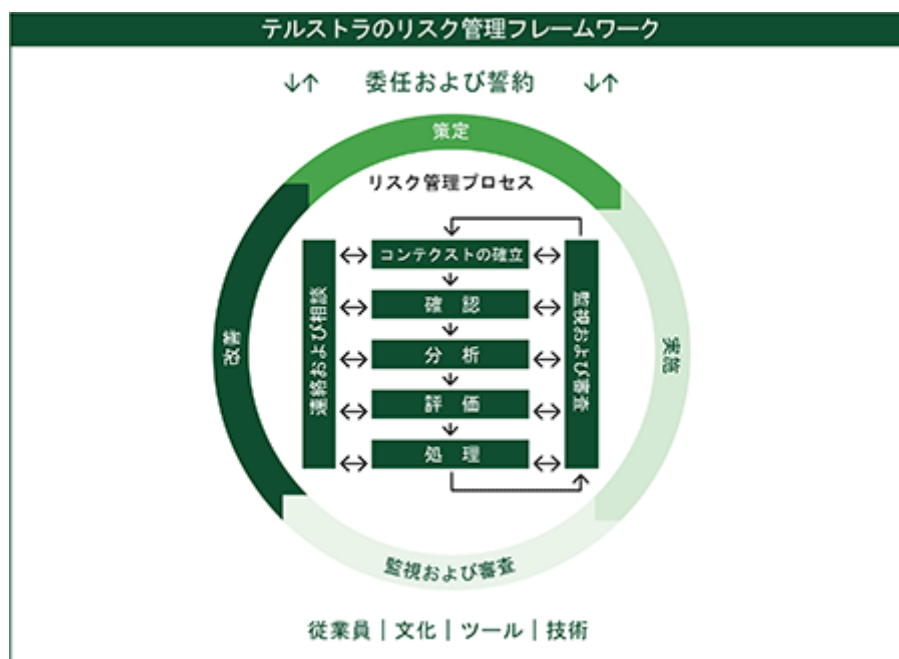 テルストラのリスク管理フレームワーク
↓↑ 委任および誓約 ↓↑
策定
リスク管理プロセス
コンテクストの確立
確 認
分 析
評 価
処 理
連絡および相談
監視および審査
改善
実施
監視および審査
従業員｜文化｜ツール｜技術